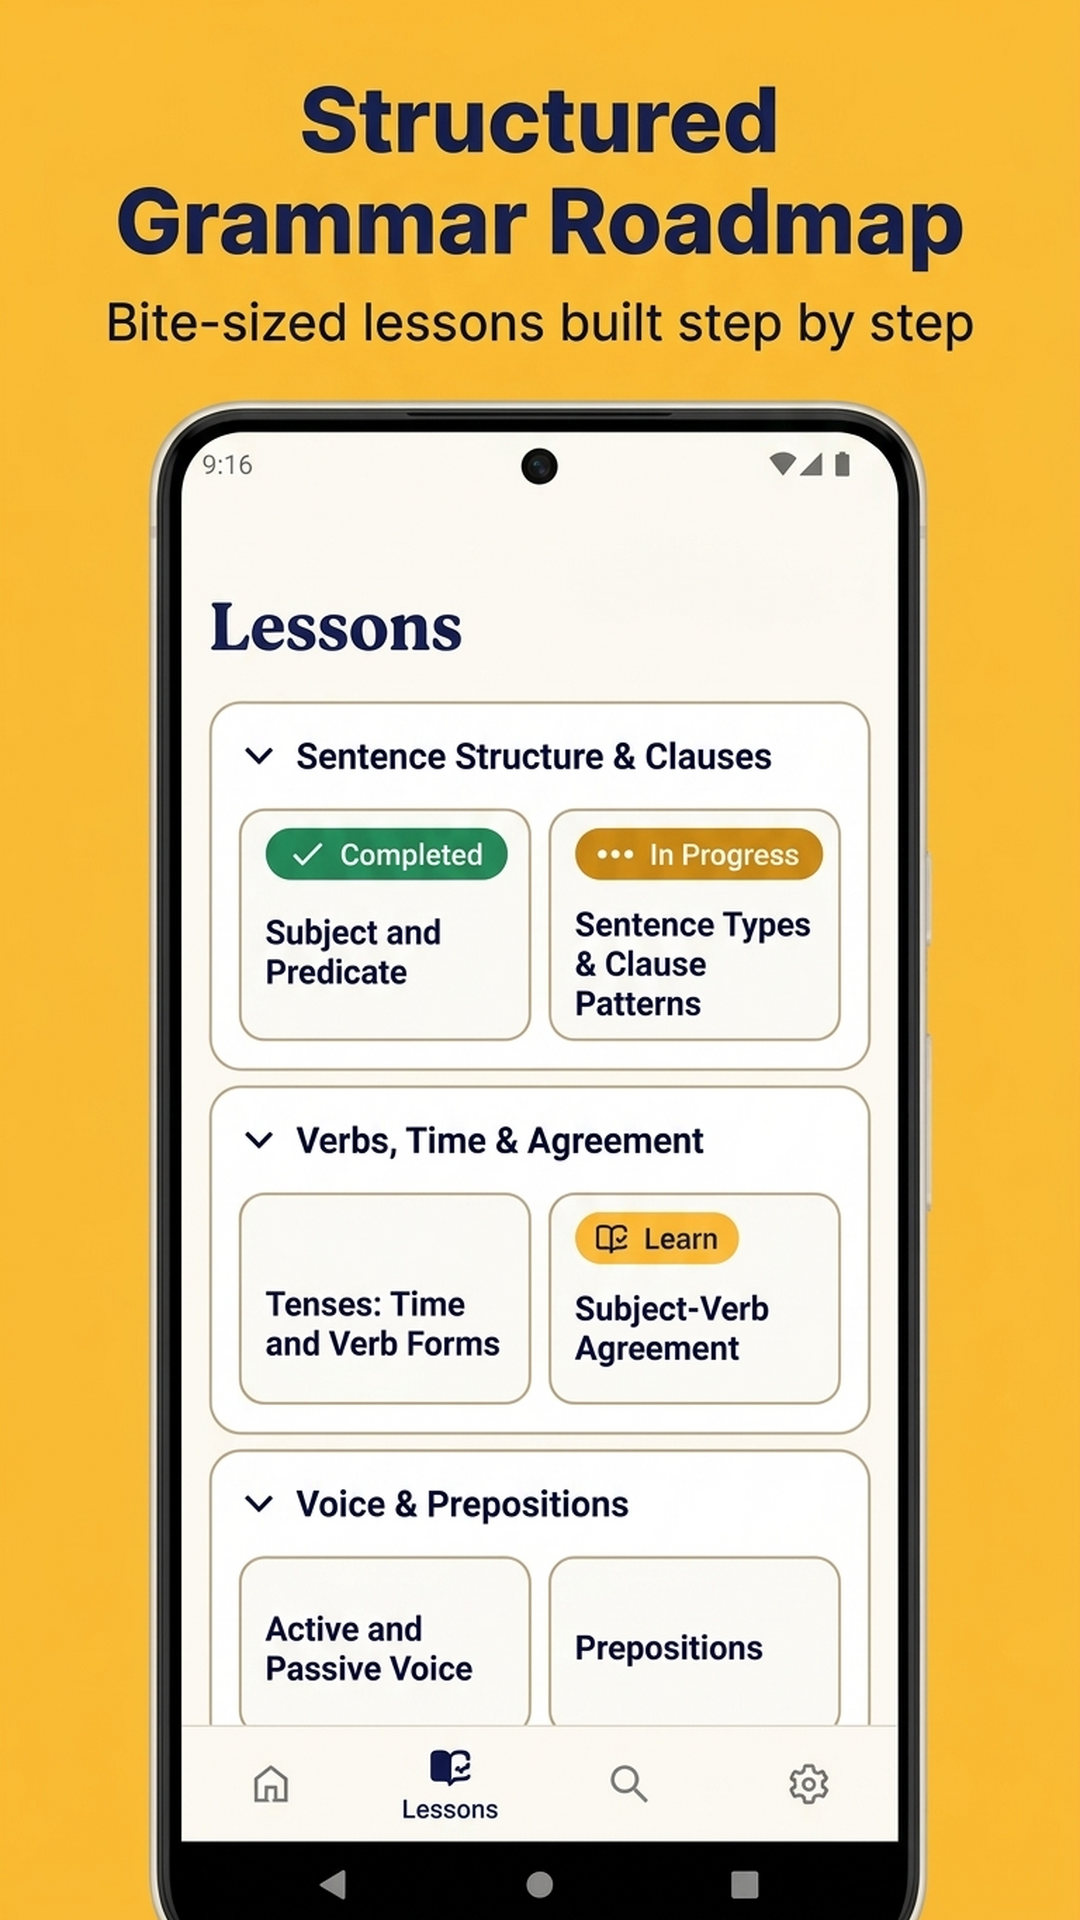 Structured
Grammar Roadmap
Bite-sized lessons built step by step
9:16
Lessons
Sentence Structure & Clauses
Completed
Subject and
Predicate
In Progress
Sentence Types
& Clause
Patterns
Verbs, Time & Agreement
Tenses: Time
and Verb Forms
Learn
Subject-Verb
Agreement
Voice & Prepositions
Active and
Passive Voice
Prepositions
Lessons